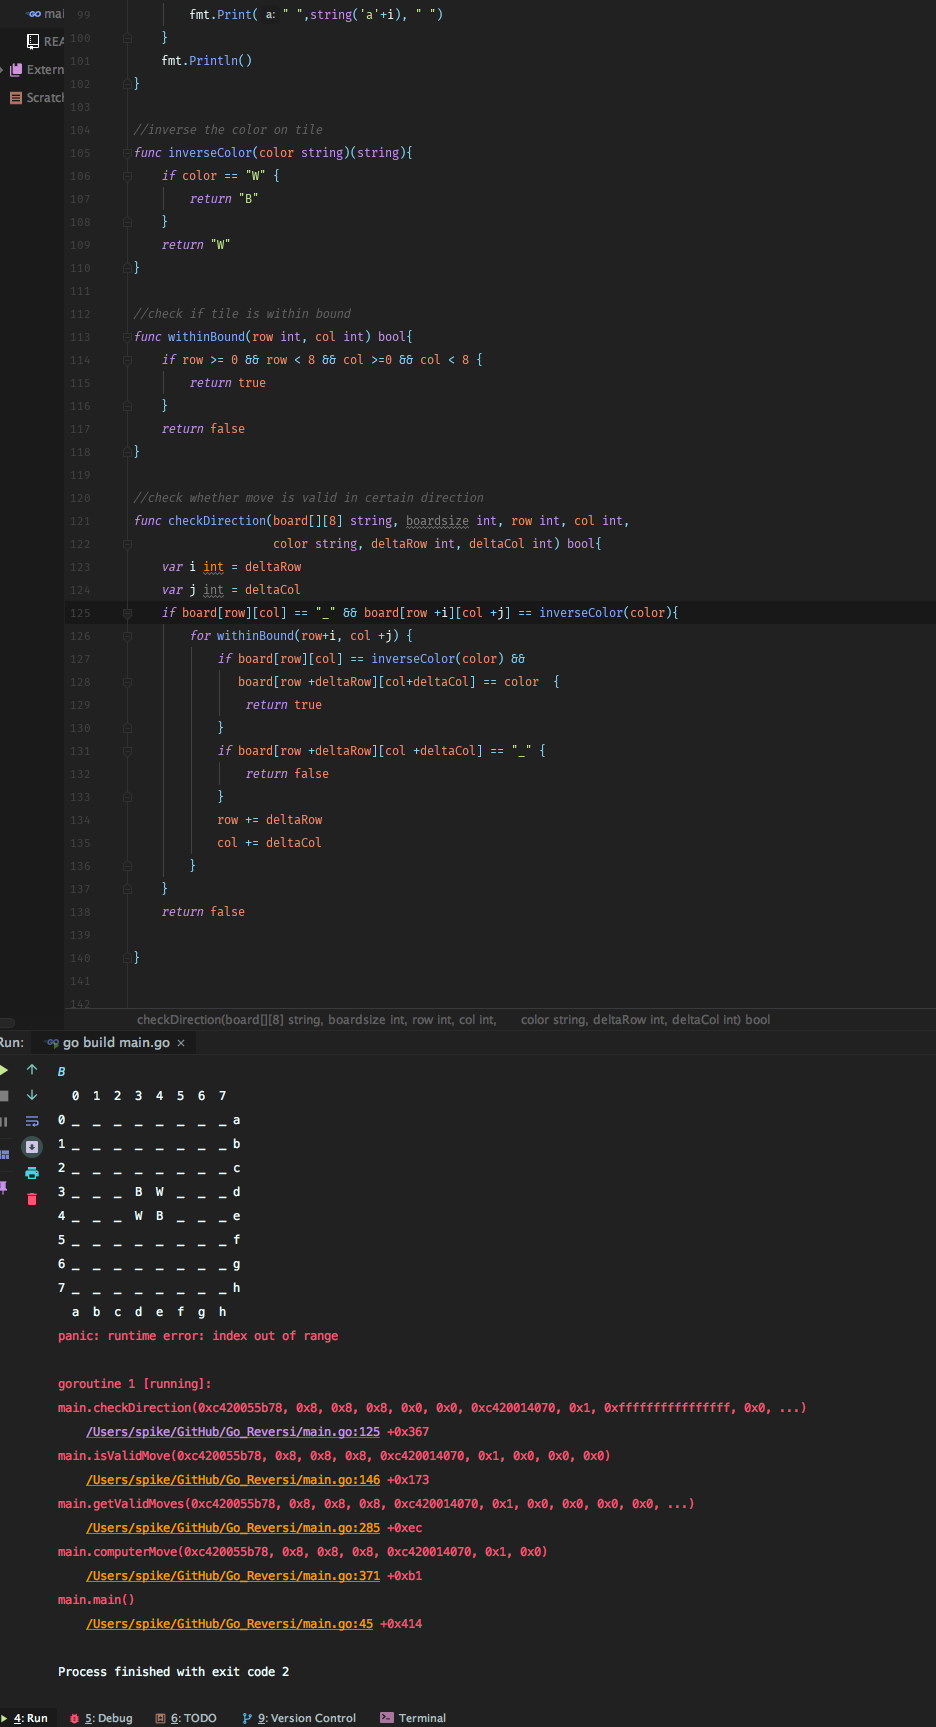 mai
REA
Extern
Scratch
99 fmt.Print( a: " ",string('a'+i), " ")
100 }
101 fmt.Println()
102 }
103
104 //inverse the color on tile
105 func inverseColor(color string)(string){
106 if color == "W" {
107 return "B"
108 }
109 return "W"
110 }
111
112 //check if tile is within bound
113 func withinBound(row int, col int) bool{
114 if row >= 0 && row < 8 && col >=0 && col < 8 {
115 return true
116 }
117 return false
118 }
119
120 //check whether move is valid in certain direction
121 func checkDirection(board[][8] string, boardsize int, row int, col int,
122 color string, deltaRow int, deltaCol int) bool{
123 var i int = deltaRow
124 var j int = deltaCol
125 if board[row][col] == "_" && board[row +i][col +j] == inverseColor(color){
126 for withinBound(row+i, col +j) {
127 if board[row][col] == inverseColor(color) &&
128 board[row +deltaRow][col+deltaCol] == color {
129 return true
130 }
131 if board[row +deltaRow][col +deltaCol] == "_" {
132 return false
133 }
134 row += deltaRow
135 col += deltaCol
136 }
137 }
138 return false
139
140 }
141
142
checkDirection(board[][8] string, boardsize int, row int, col int, color string, deltaRow int, deltaCol int) bool
Run: go build main.go ×
B
0 1 2 3 4 5 6 7
0 _ _ _ _ _ _ _ _ a
1 _ _ _ _ _ _ _ _ b
2 _ _ _ _ _ _ _ _ c
3 _ _ _ B W _ _ _ d
4 _ _ _ W B _ _ _ e
5 _ _ _ _ _ _ _ _ f
6 _ _ _ _ _ _ _ _ g
7 _ _ _ _ _ _ _ _ h
a b c d e f g h
panic: runtime error: index out of range
goroutine 1 [running]:
main.checkDirection(0xc420055b78, 0x8, 0x8, 0x8, 0x0, 0x0, 0xc420014070, 0x1, 0xffffffffffffffff, 0x0, ...)
/Users/spike/GitHub/Go_Reversi/main.go:125 +0x367
main.isValidMove(0xc420055b78, 0x8, 0x8, 0x8, 0xc420014070, 0x1, 0x0, 0x0, 0x0)
/Users/spike/GitHub/Go_Reversi/main.go:146 +0x173
main.getValidMoves(0xc420055b78, 0x8, 0x8, 0x8, 0xc420014070, 0x1, 0x0, 0x0, 0x0, 0x0, ...)
/Users/spike/GitHub/Go_Reversi/main.go:285 +0xec
main.computerMove(0xc420055b78, 0x8, 0x8, 0x8, 0xc420014070, 0x1, 0x0)
/Users/spike/GitHub/Go_Reversi/main.go:371 +0xb1
main.main()
/Users/spike/GitHub/Go_Reversi/main.go:45 +0x414
Process finished with exit code 2
4: Run 5: Debug 6: TODO 9: Version Control Terminal